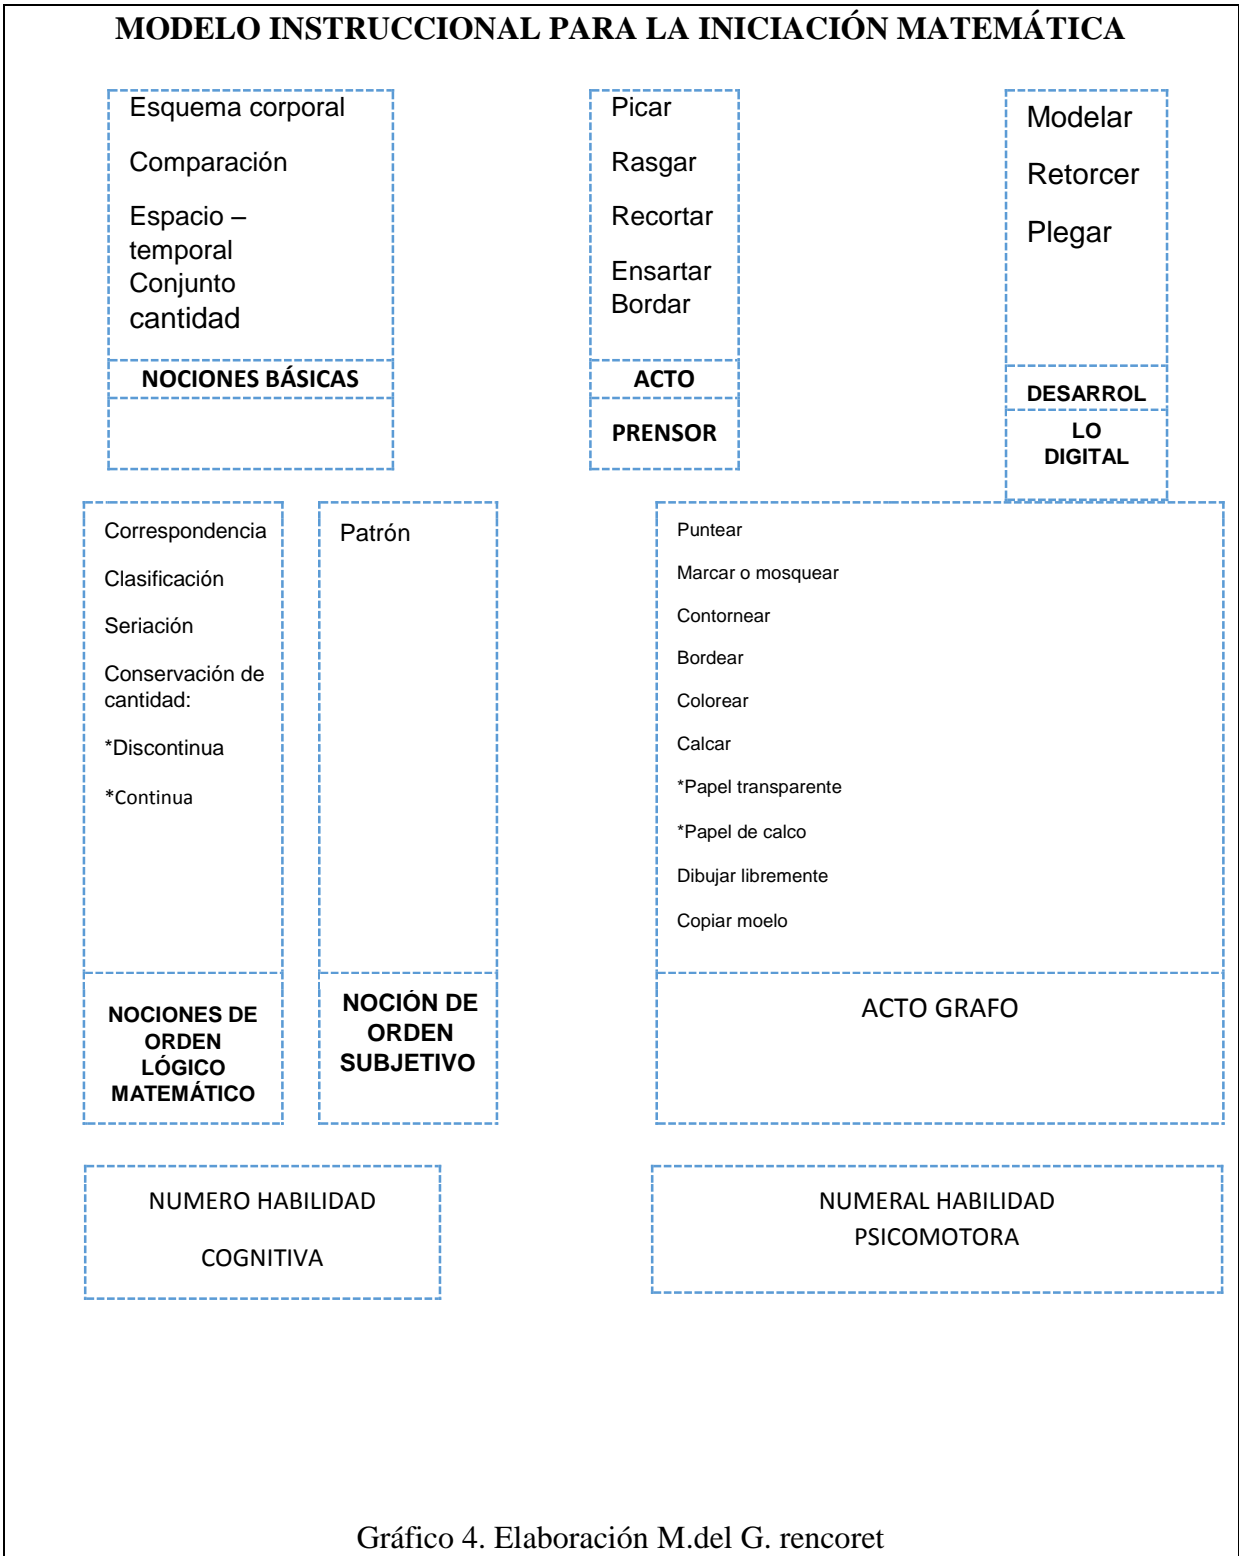 MODELO INSTRUCCIONAL PARA LA INICIACIÓN MATEMÁTICA
Esquema corporal
Comparación
Espacio –
temporal
Conjunto
cantidad
NOCIONES BÁSICAS
Picar
Rasgar
Recortar
Ensartar
Bordar
ACTO
PRENSOR
Modelar
Retorcer
Plegar
DESARROL
LO
DIGITAL
Correspondencia
Clasificación
Seriación
Conservación de
cantidad:
*Discontinua
*Continua
NOCIONES DE
ORDEN
LÓGICO
MATEMÁTICO
Patrón
NOCIÓN DE
ORDEN
SUBJETIVO
Puntear
Marcar o mosquear
Contornear
Bordear
Colorear
Calcar
*Papel transparente
*Papel de calco
Dibujar libremente
Copiar moelo
ACTO GRAFO
NUMERO HABILIDAD
COGNITIVA
NUMERAL HABILIDAD
PSICOMOTORA
Gráfico 4. Elaboración M.del G. rencoret